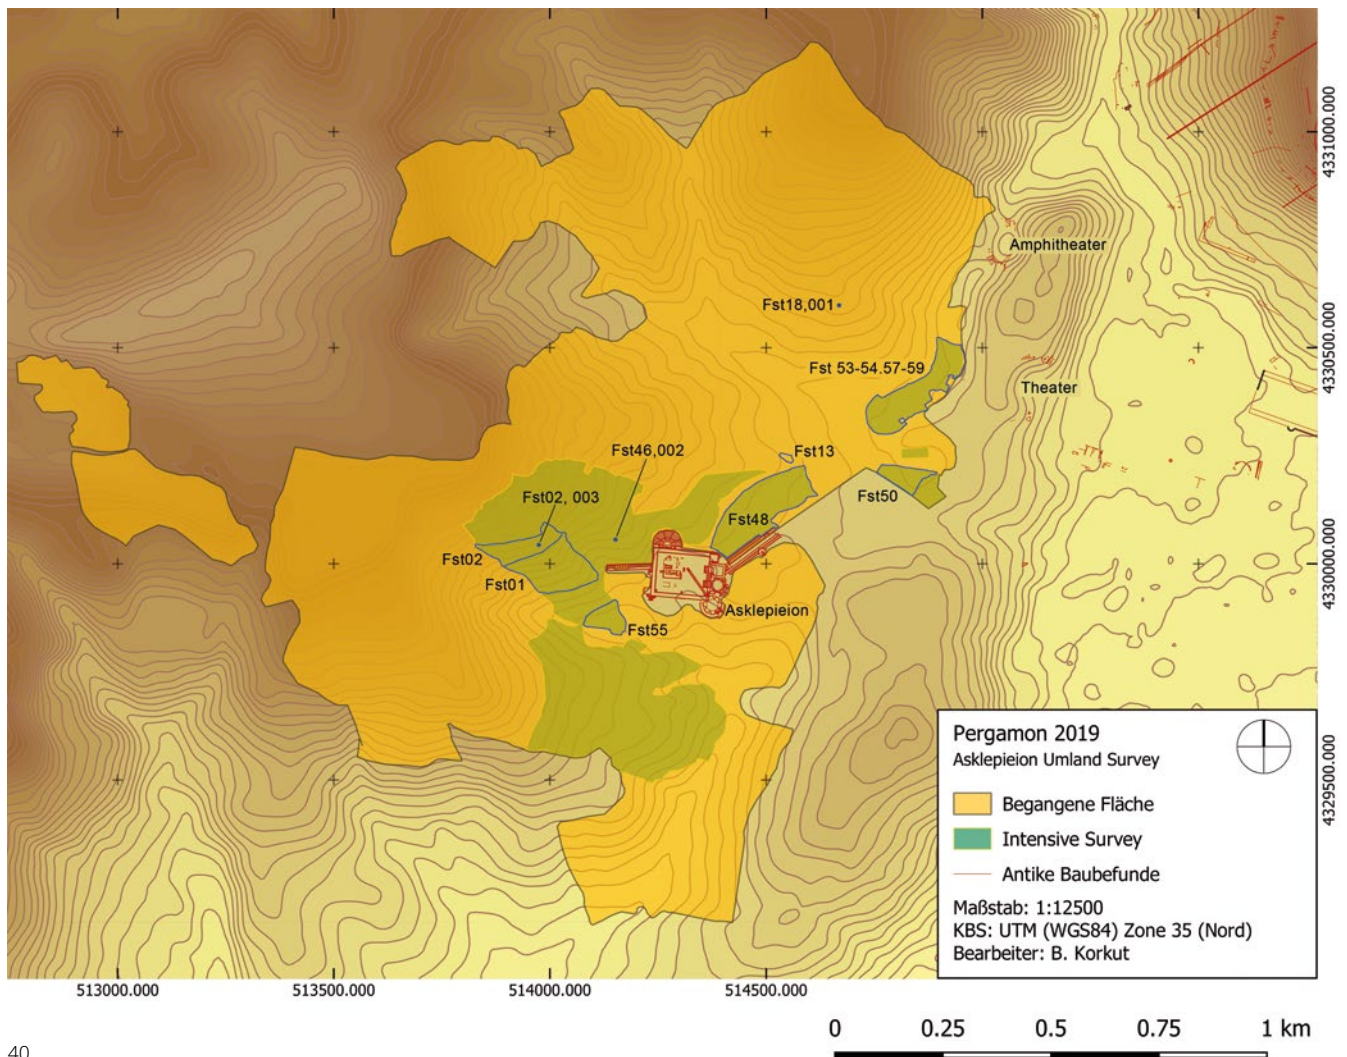 4331000.000
Amphitheater
Fst18,001
4330500.000
Fst 53-54.57-59
Theater
Fst46,002
Fst13
Fst02, 003
Fst50
Fst48
Fst02
4330000.000
Fst01
Asklepieion
Fst55
Pergamon 2019
Asklepieion Umland Survey
4329500.000
Begangene Fläche
Intensive Survey
Antike Baubefunde
Maßstab: 1:12500
KBS: UTM (WGS84) Zone 35 (Nord)
Bearbeiter: B. Korkut
513000.000 513500.000 514000.000 514500.000
0 0.25 0.5 0.75 1 km
40